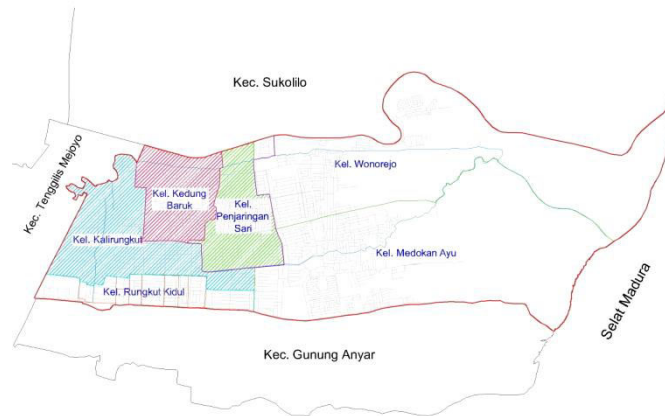 Kec. Sukolilo
Kec. Tenggilis Mejoyo
Kel. Wonorejo
Kel. Kedung
Baruk
Kel.
Penjaringan
Sari
Kel. Kalirungkut
Kel. Medokan Ayu
Kel. Rungkut Kidul
Selat Madura
Kec. Gunung Anyar